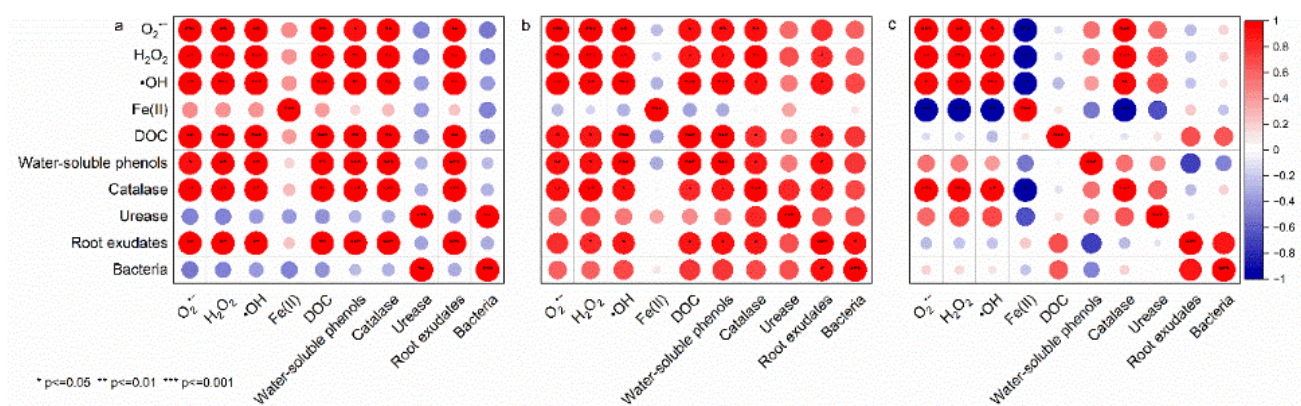 a
b
c
O₂•−
H₂O₂
•OH
Fe(II)
DOC
Water-soluble phenols
Catalase
Urease
Root exudates
Bacteria
O₂•− H₂O₂ •OH Fe(II) DOC Water-soluble phenols Catalase Urease Root exudates Bacteria
O₂•− H₂O₂ •OH Fe(II) DOC Water-soluble phenols Catalase Urease Root exudates Bacteria
O₂•− H₂O₂ •OH Fe(II) DOC Water-soluble phenols Catalase Urease Root exudates Bacteria
1
0.8
0.6
0.4
0.2
0
−0.2
−0.4
−0.6
−0.8
−1
* p<=0.05 ** p<=0.01 *** p<=0.001